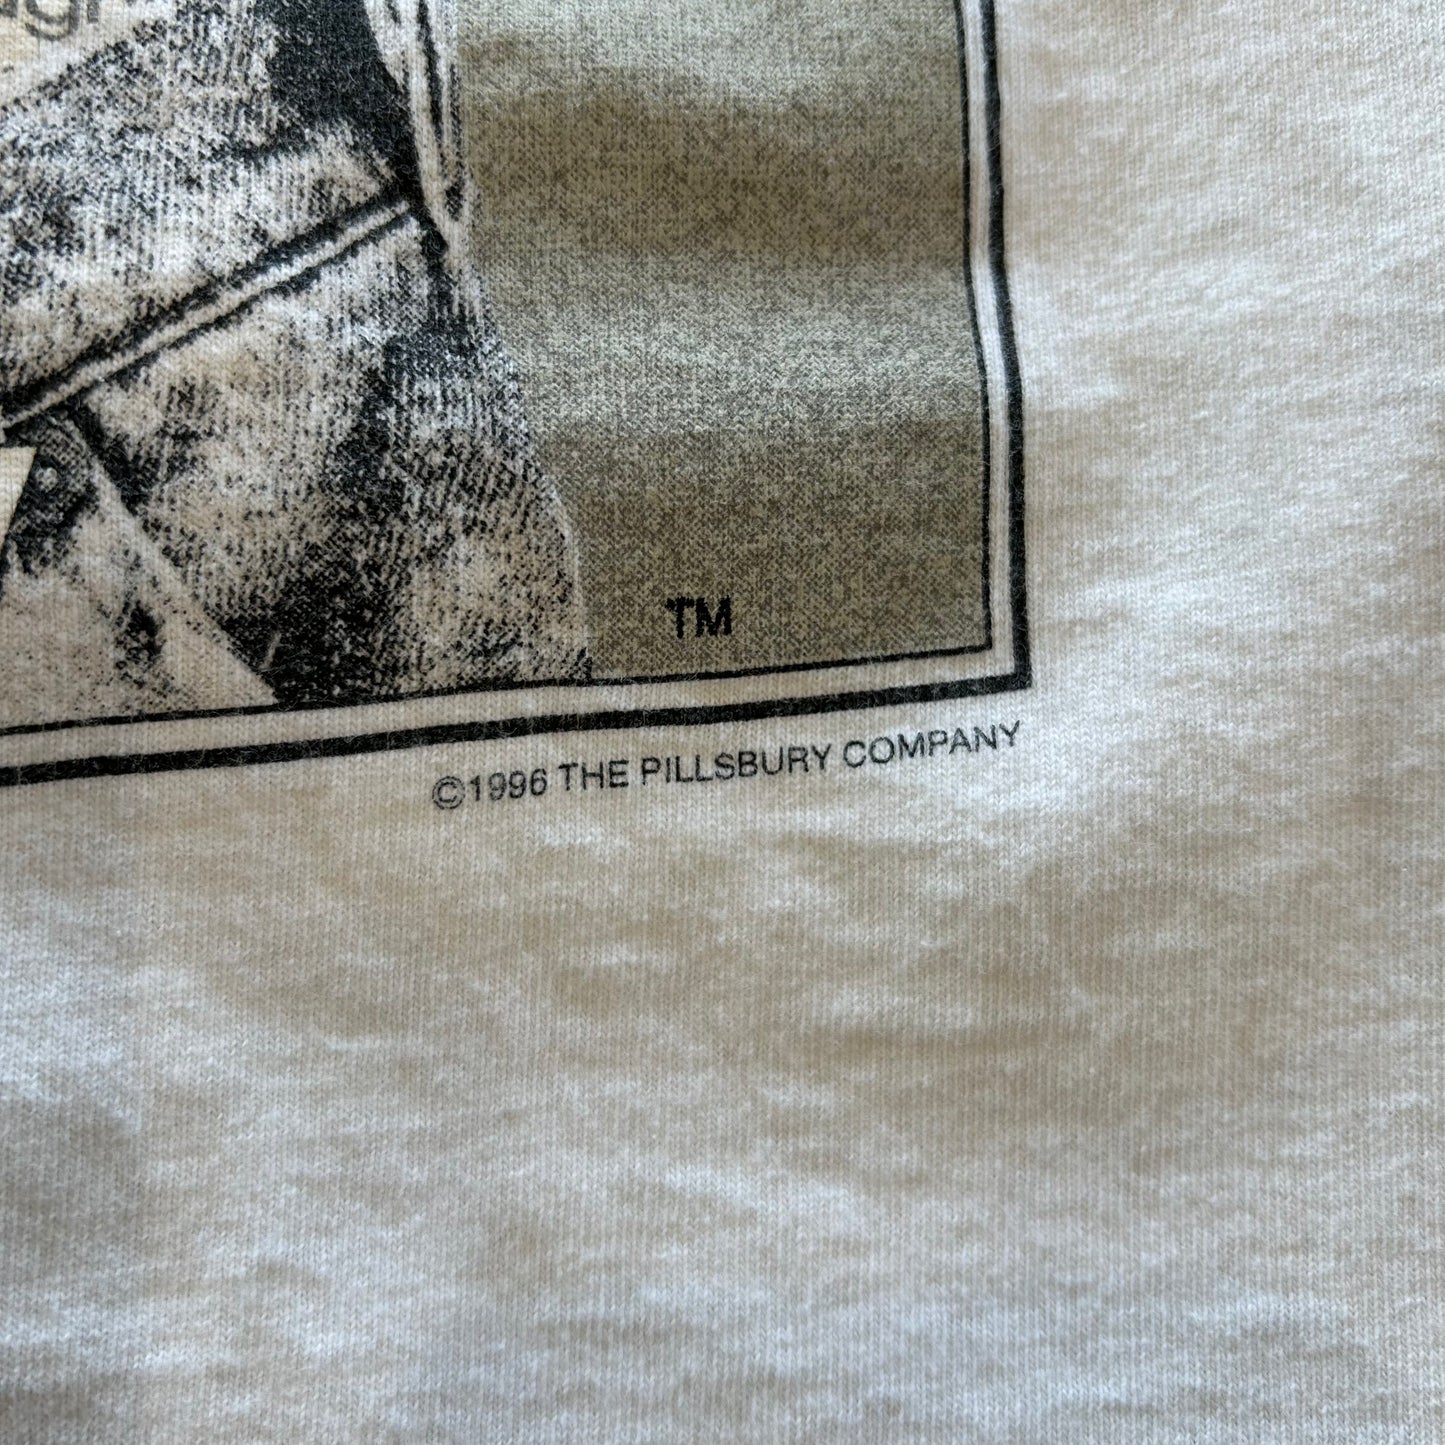 TM
©1996 THE PILLSBURY COMPANY